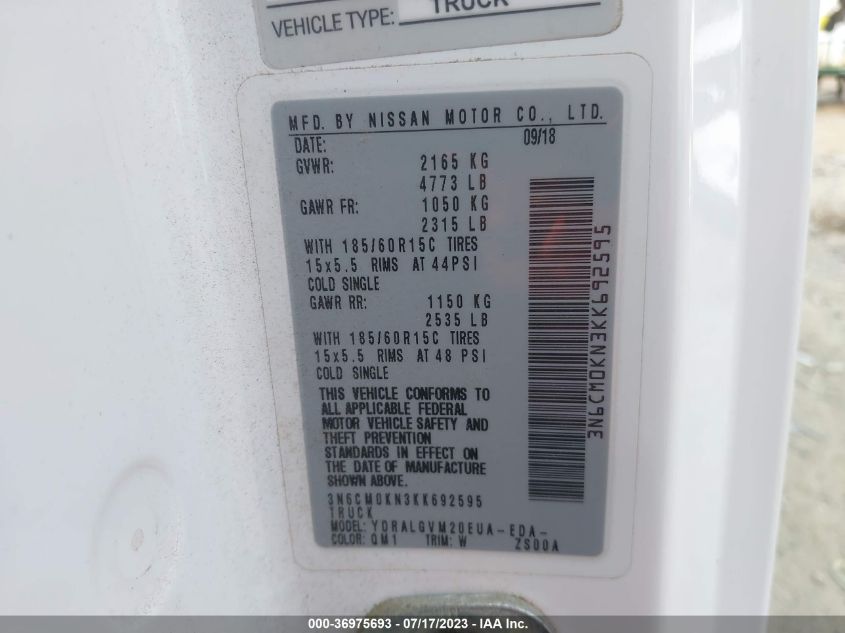 TRUCK
VEHICLE TYPE:
MFD. BY NISSAN MOTOR CO., LTD.
DATE: 09/18
GVWR: 2165 KG
4773 LB
GAWR FR: 1050 KG
2315 LB
WITH 185/60R15C TIRES
15x5.5 RIMS AT 44PSI
COLD SINGLE
GAWR RR: 1150 KG
2535 LB
WITH 185/60R15C TIRES
15x5.5 RIMS AT 48 PSI
COLD SINGLE
THIS VEHICLE CONFORMS TO
ALL APPLICABLE FEDERAL
MOTOR VEHICLE SAFETY AND
THEFT PREVENTION
STANDARDS IN EFFECT ON
THE DATE OF MANUFACTURE
SHOWN ABOVE.
3N6CM0KN3KK692595
TRUCK
MODEL: YDRALGVM20EUA-EDA-
COLOR: QM1 TRIM: W ZS00A
3N6CM0KN3KK692595
000-36975693 - 07/17/2023 - IAA Inc.